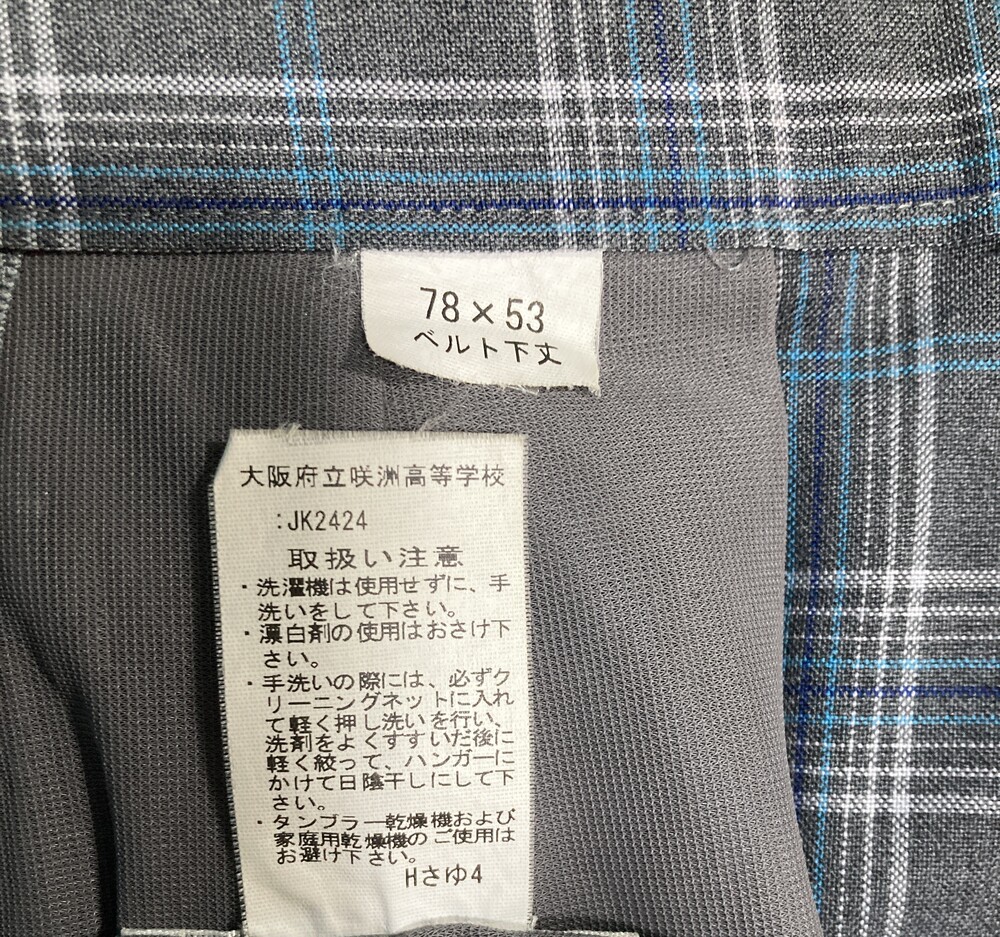 78×53
ベルト下丈
大阪府立咲洲高等学校
:JK2424
取扱い注意
・洗濯機は使用せずに、手
洗いをして下さい。
・漂白剤の使用はおさけ下
さい。
・手洗いの際には、必ずク
リーニングネットに入れ
て軽く押し洗いを行い、
洗剤をよくすすいだ後に
軽く絞って、ハンガーに
かけて日陰干しにして下
さい。
・タンブラー乾燥機および
家庭用乾燥機のご使用は
お避け下さい。
Hさゆ4